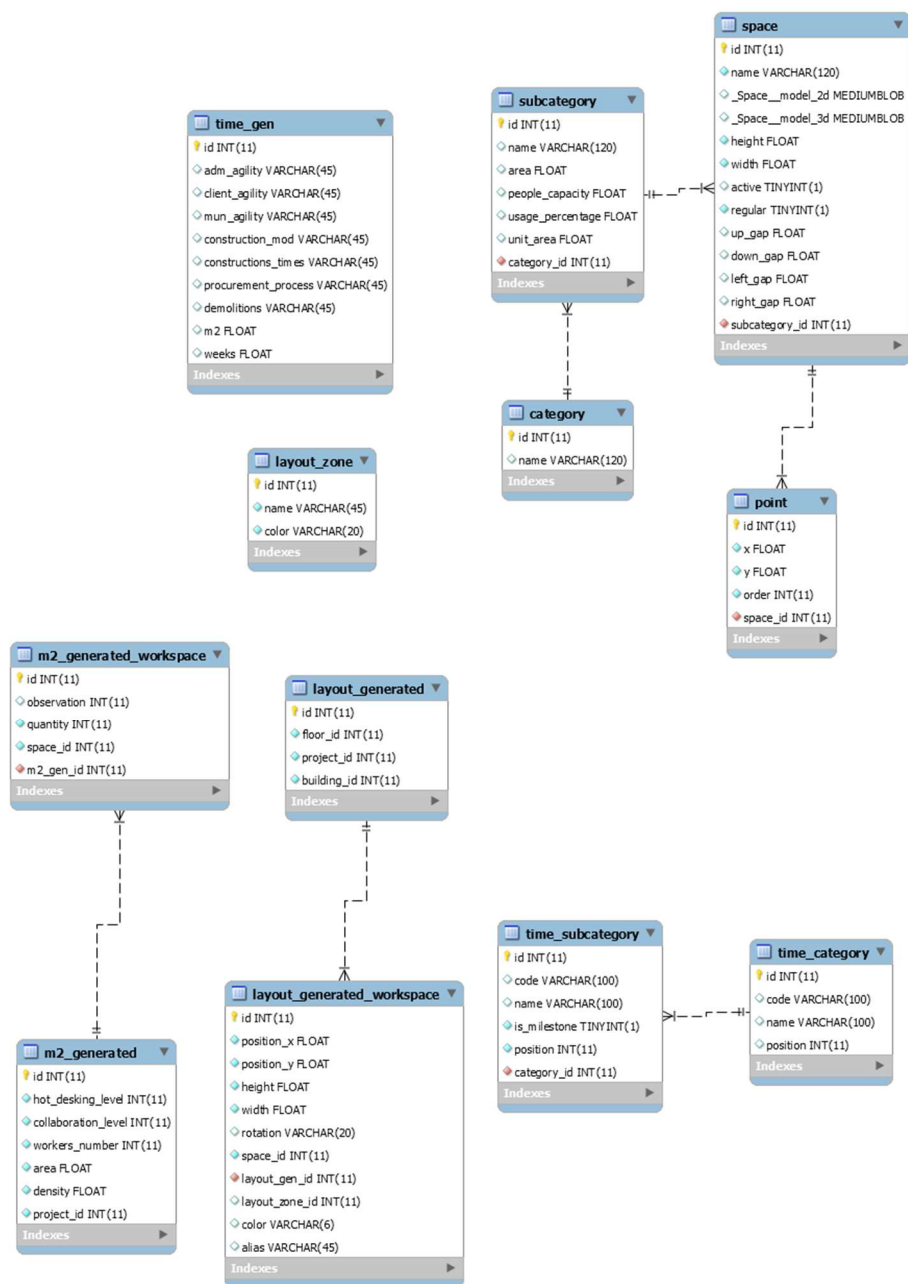 space
id INT(11)
name VARCHAR(120)
_Space__model_2d MEDIUMBLOB
_Space__model_3d MEDIUMBLOB
height FLOAT
width FLOAT
active TINYINT(1)
regular TINYINT(1)
up_gap FLOAT
down_gap FLOAT
left_gap FLOAT
right_gap FLOAT
subcategory_id INT(11)
Indexes
subcategory
id INT(11)
name VARCHAR(120)
area FLOAT
people_capacity FLOAT
usage_percentage FLOAT
unit_area FLOAT
category_id INT(11)
Indexes
time_gen
id INT(11)
adm_agility VARCHAR(45)
client_agility VARCHAR(45)
mun_agility VARCHAR(45)
construction_mod VARCHAR(45)
constructions_times VARCHAR(45)
procurement_process VARCHAR(45)
demolitions VARCHAR(45)
m2 FLOAT
weeks FLOAT
Indexes
category
id INT(11)
name VARCHAR(120)
Indexes
layout_zone
id INT(11)
name VARCHAR(45)
color VARCHAR(20)
Indexes
point
id INT(11)
x FLOAT
y FLOAT
order INT(11)
space_id INT(11)
Indexes
m2_generated_workspace
id INT(11)
observation INT(11)
quantity INT(11)
space_id INT(11)
m2_gen_id INT(11)
Indexes
layout_generated
id INT(11)
floor_id INT(11)
project_id INT(11)
building_id INT(11)
Indexes
time_subcategory
id INT(11)
code VARCHAR(100)
name VARCHAR(100)
is_milestone TINYINT(1)
position INT(11)
category_id INT(11)
Indexes
time_category
id INT(11)
code VARCHAR(100)
name VARCHAR(100)
position INT(11)
Indexes
layout_generated_workspace
id INT(11)
position_x FLOAT
position_y FLOAT
height FLOAT
width FLOAT
rotation VARCHAR(20)
space_id INT(11)
layout_gen_id INT(11)
layout_zone_id INT(11)
color VARCHAR(6)
alias VARCHAR(45)
Indexes
m2_generated
id INT(11)
hot_desking_level INT(11)
collaboration_level INT(11)
workers_number INT(11)
area FLOAT
density FLOAT
project_id INT(11)
Indexes